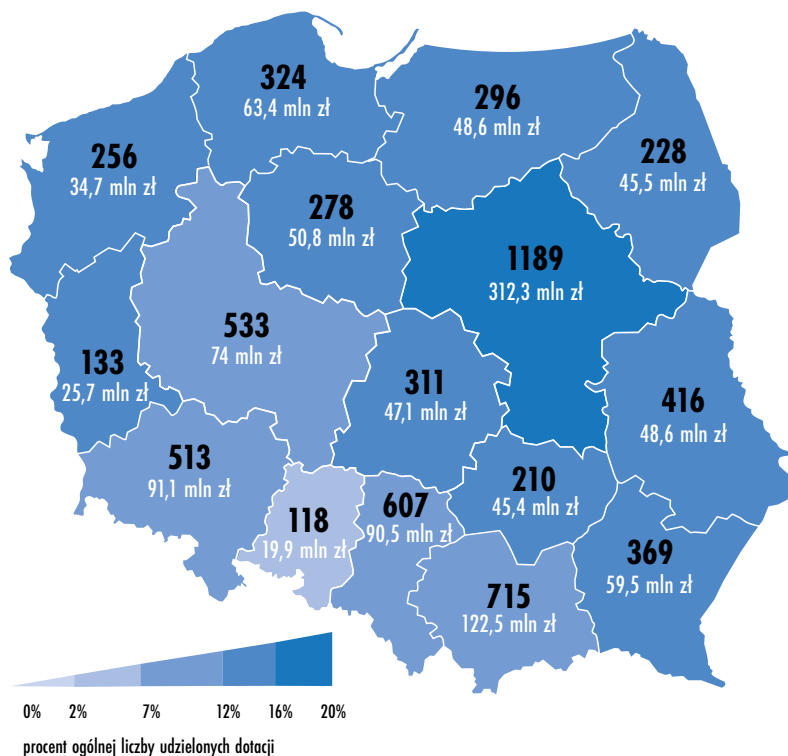 324
63,4 mln zł
296
48,6 mln zł
256
34,7 mln zł
228
45,5 mln zł
278
50,8 mln zł
1189
312,3 mln zł
533
74 mln zł
133
25,7 mln zł
311
47,1 mln zł
416
48,6 mln zł
513
91,1 mln zł
210
45,4 mln zł
118
19,9 mln zł
607
90,5 mln zł
369
59,5 mln zł
715
122,5 mln zł
0% 2% 7% 12% 16% 20%
procent ogólnej liczby udzielonych dotacji